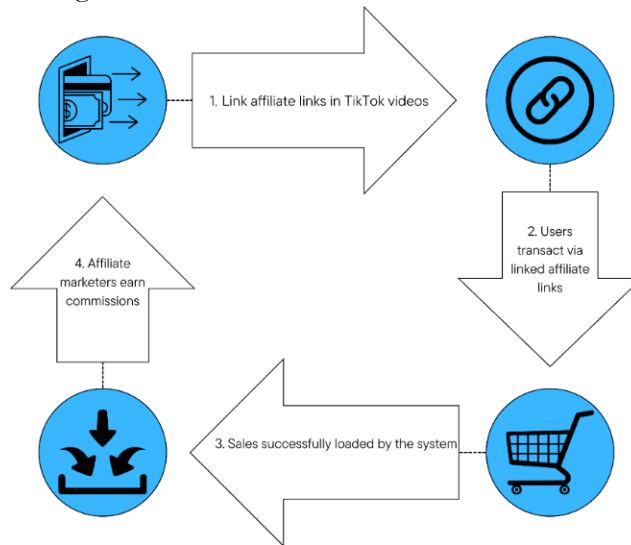 1. Link affiliate links in TikTok videos
2. Users
transact via
linked affiliate
links
3. Sales successfully loaded by the system
4. Affiliate
marketers earn
commissions